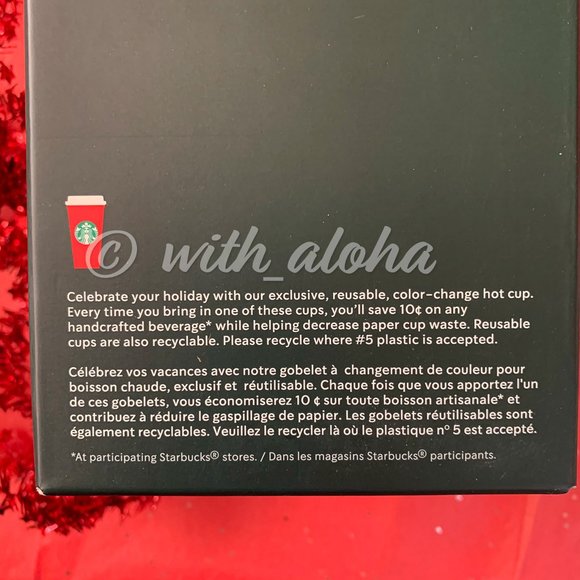 © with_aloha
Celebrate your holiday with our exclusive, reusable, color-change hot cup.
Every time you bring in one of these cups, you'll save 10¢ on any
handcrafted beverage* while helping decrease paper cup waste. Reusable
cups are also recyclable. Please recycle where #5 plastic is accepted.
Célébrez vos vacances avec notre gobelet à changement de couleur pour
boisson chaude, exclusif et réutilisable. Chaque fois que vous apportez l'un
de ces gobelets, vous économiserez 10 ¢ sur toute boisson artisanale* et
contribuez à réduire le gaspillage de papier. Les gobelets réutilisables sont
également recyclables. Veuillez le recycler là où le plastique nº 5 est accepté.
*At participating Starbucks® stores. / Dans les magasins Starbucks® participants.